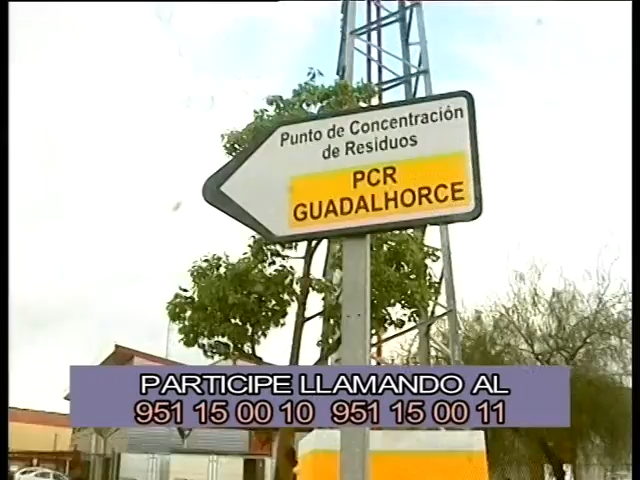 Punto de Concentración
de Residuos
PCR
GUADALHORCE
PARTICIPE LLAMANDO AL
951 15 00 10 951 15 00 11